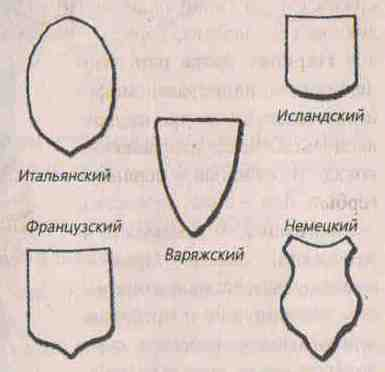 Исландский
Итальянский
Французский
Варяжский
Немецкий